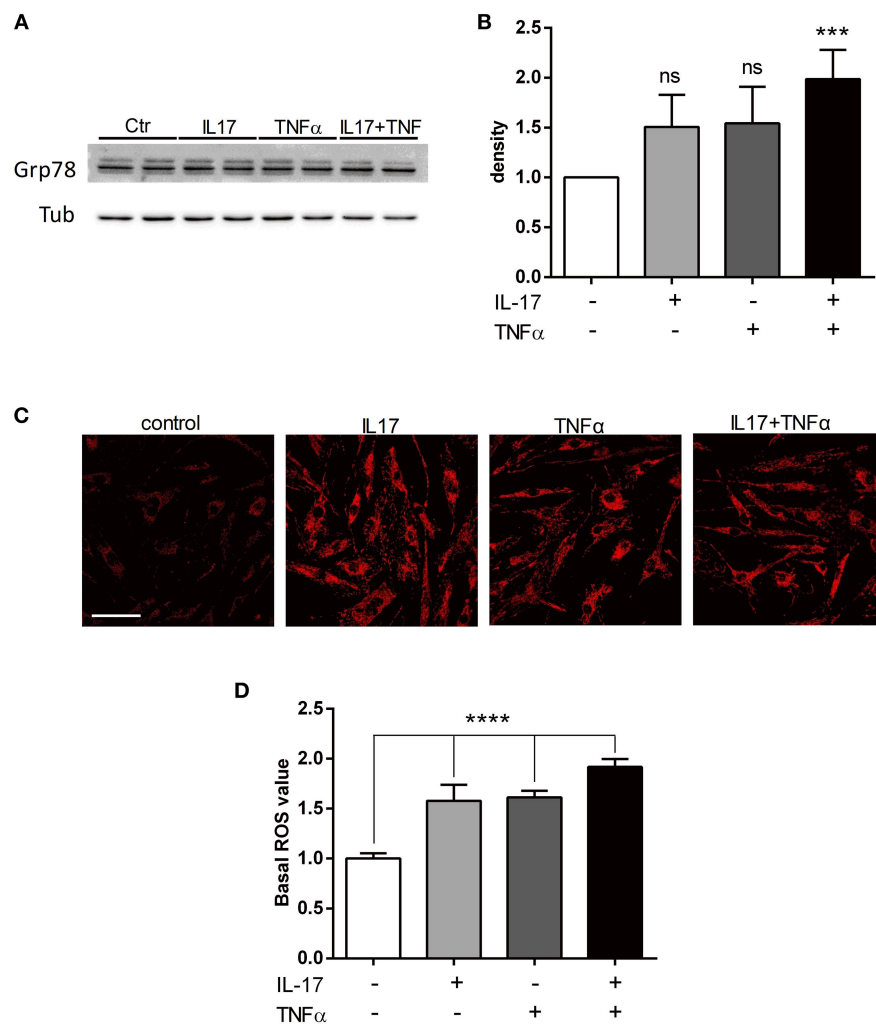 A
Ctr IL17 TNFα IL17+TNF
Grp78
Tub
B
density
2.5
2.0
1.5
1.0
0.5
0.0
ns ns ***
IL-17 - + - +
TNFα - - + +
C
control IL17 TNFα IL17+TNFα
D
Basal ROS value
2.5
2.0
1.5
1.0
0.5
0.0
****
IL-17 - + - +
TNFα - - + +